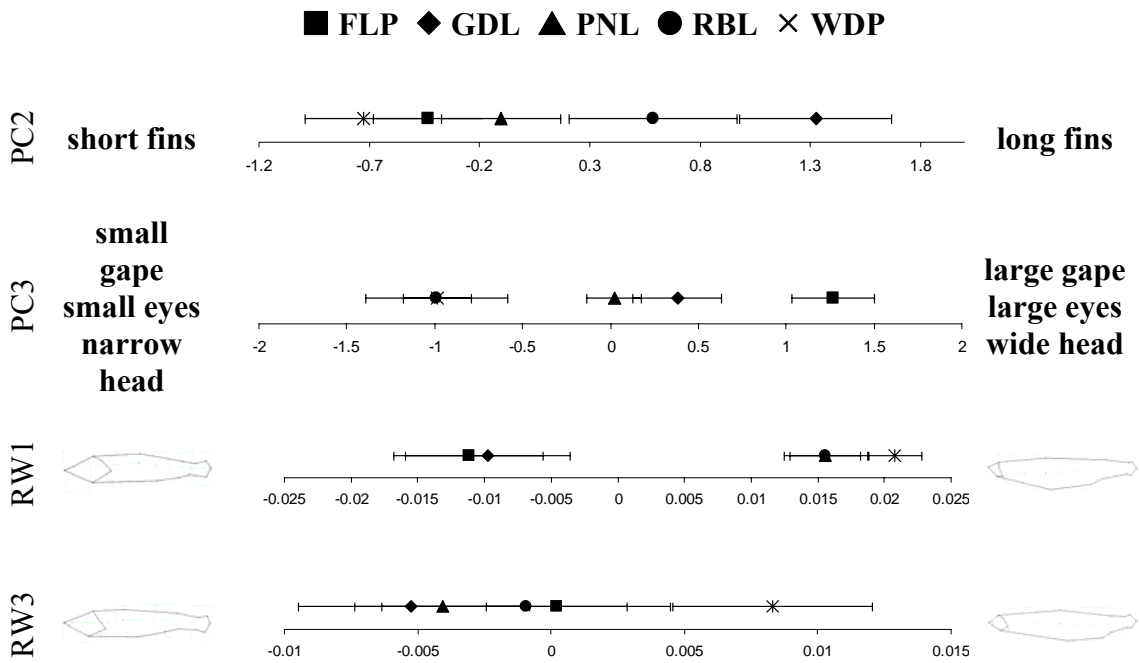 FLP GDL PNL RBL WDP
PC2
short fins
long fins
-1.2 -0.7 -0.2 0.3 0.8 1.3 1.8
PC3
small
gape
small eyes
narrow
head
large gape
large eyes
wide head
-2 -1.5 -1 -0.5 0 0.5 1 1.5 2
RW1
-0.025 -0.02 -0.015 -0.01 -0.005 0 0.005 0.01 0.015 0.02 0.025
RW3
-0.01 -0.005 0 0.005 0.01 0.015